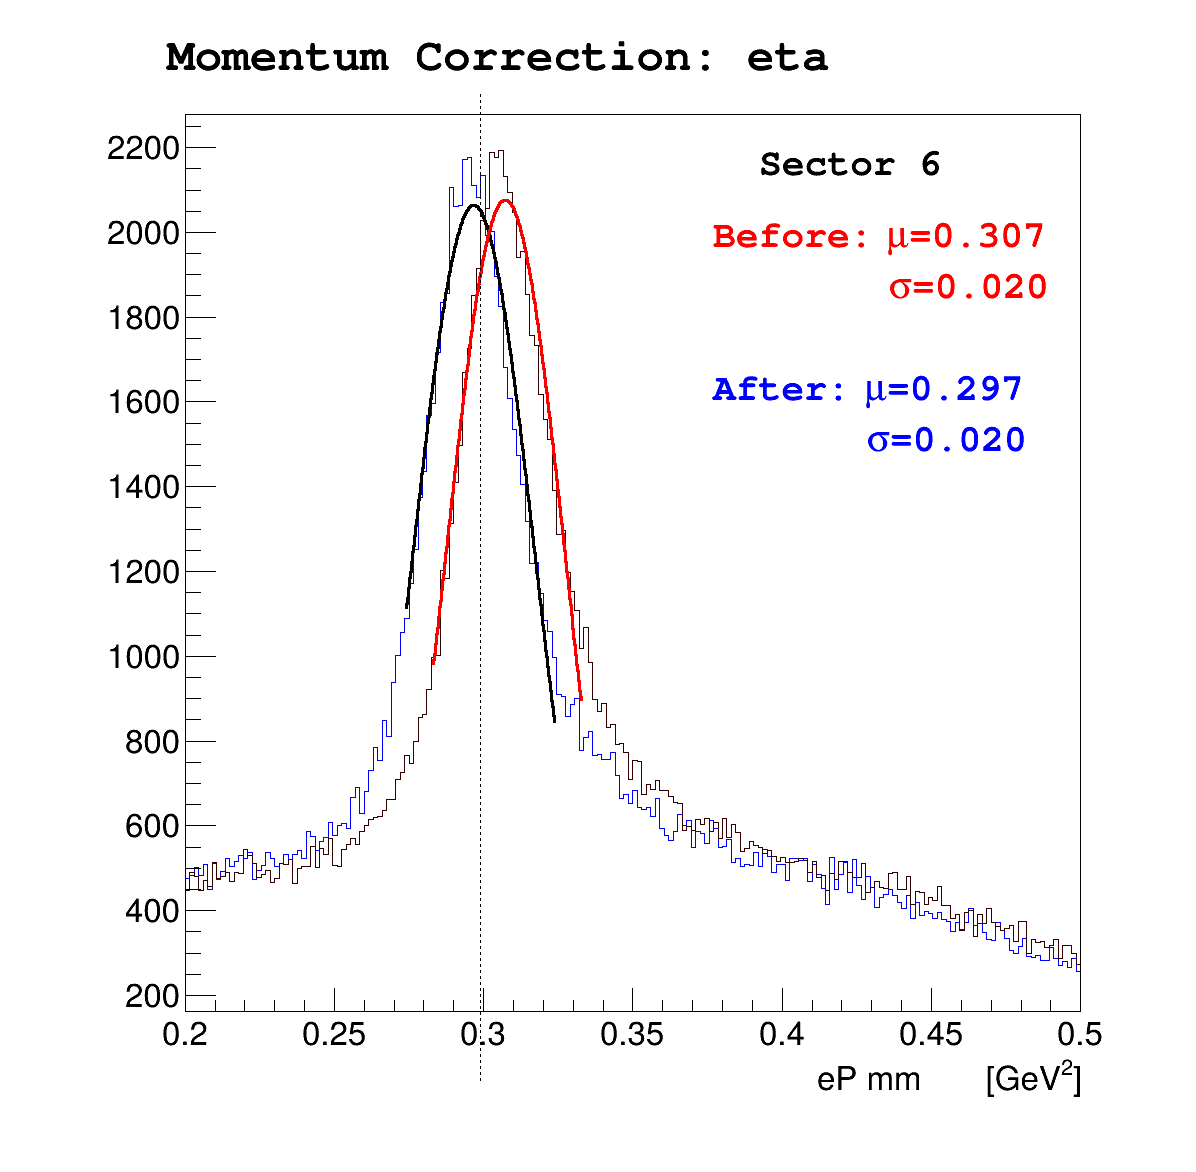 Momentum Correction: eta
Sector 6
Before: μ=0.307
σ=0.020
After: μ=0.297
σ=0.020
2200
2000
1800
1600
1400
1200
1000
800
600
400
200
0.2 0.25 0.3 0.35 0.4 0.45 0.5
eP mm [GeV²]